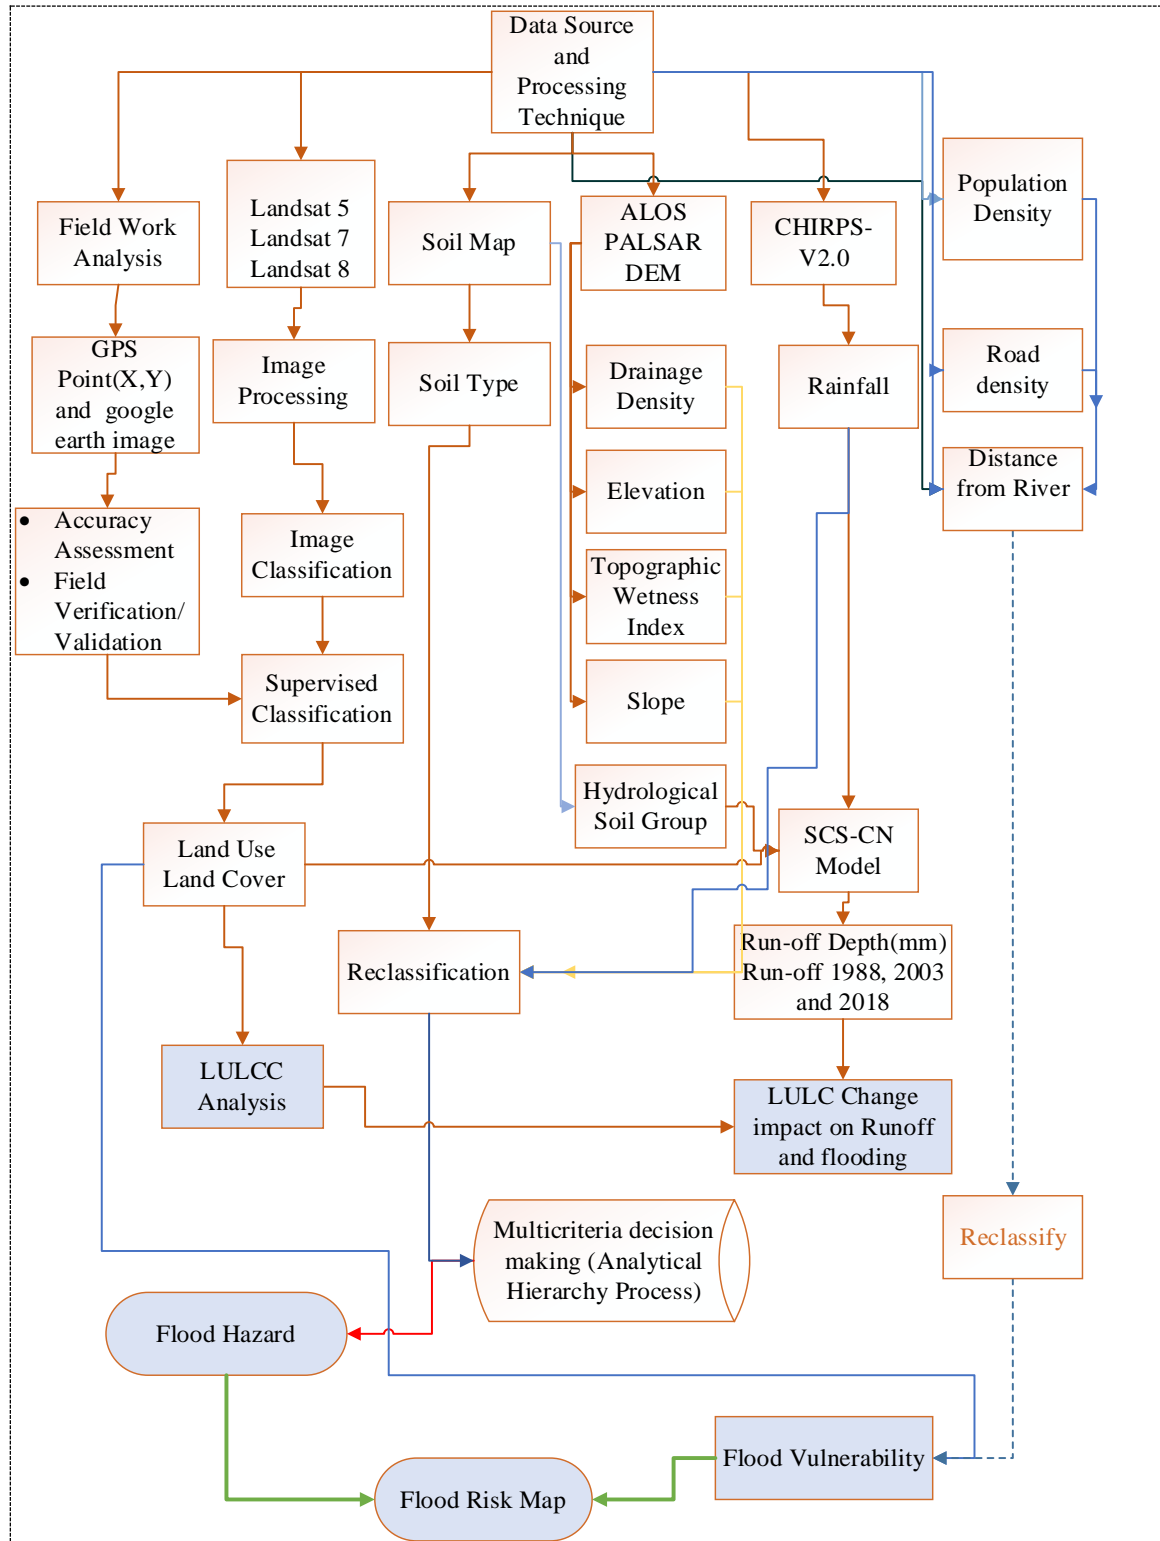 Data Source
and
Processing
Technique
Field Work
Analysis
Landsat 5
Landsat 7
Landsat 8
Soil Map
ALOS
PALSAR
DEM
CHIRPS-
V2.0
Population
Density
GPS
Point(X,Y)
and google
earth image
Image
Processing
Soil Type
Drainage
Density
Rainfall
Road
density
• Accuracy
Assessment
• Field
Verification/
Validation
Image
Classification
Elevation
Distance
from River
Topographic
Wetness
Index
Supervised
Classification
Slope
Hydrological
Soil Group
Land Use
Land Cover
SCS-CN
Model
Reclassification
Run-off Depth(mm)
Run-off 1988, 2003
and 2018
LULCC
Analysis
LULC Change
impact on Runoff
and flooding
Multicriteria decision
making (Analytical
Hierarchy Process)
Reclassify
Flood Hazard
Flood Vulnerability
Flood Risk Map